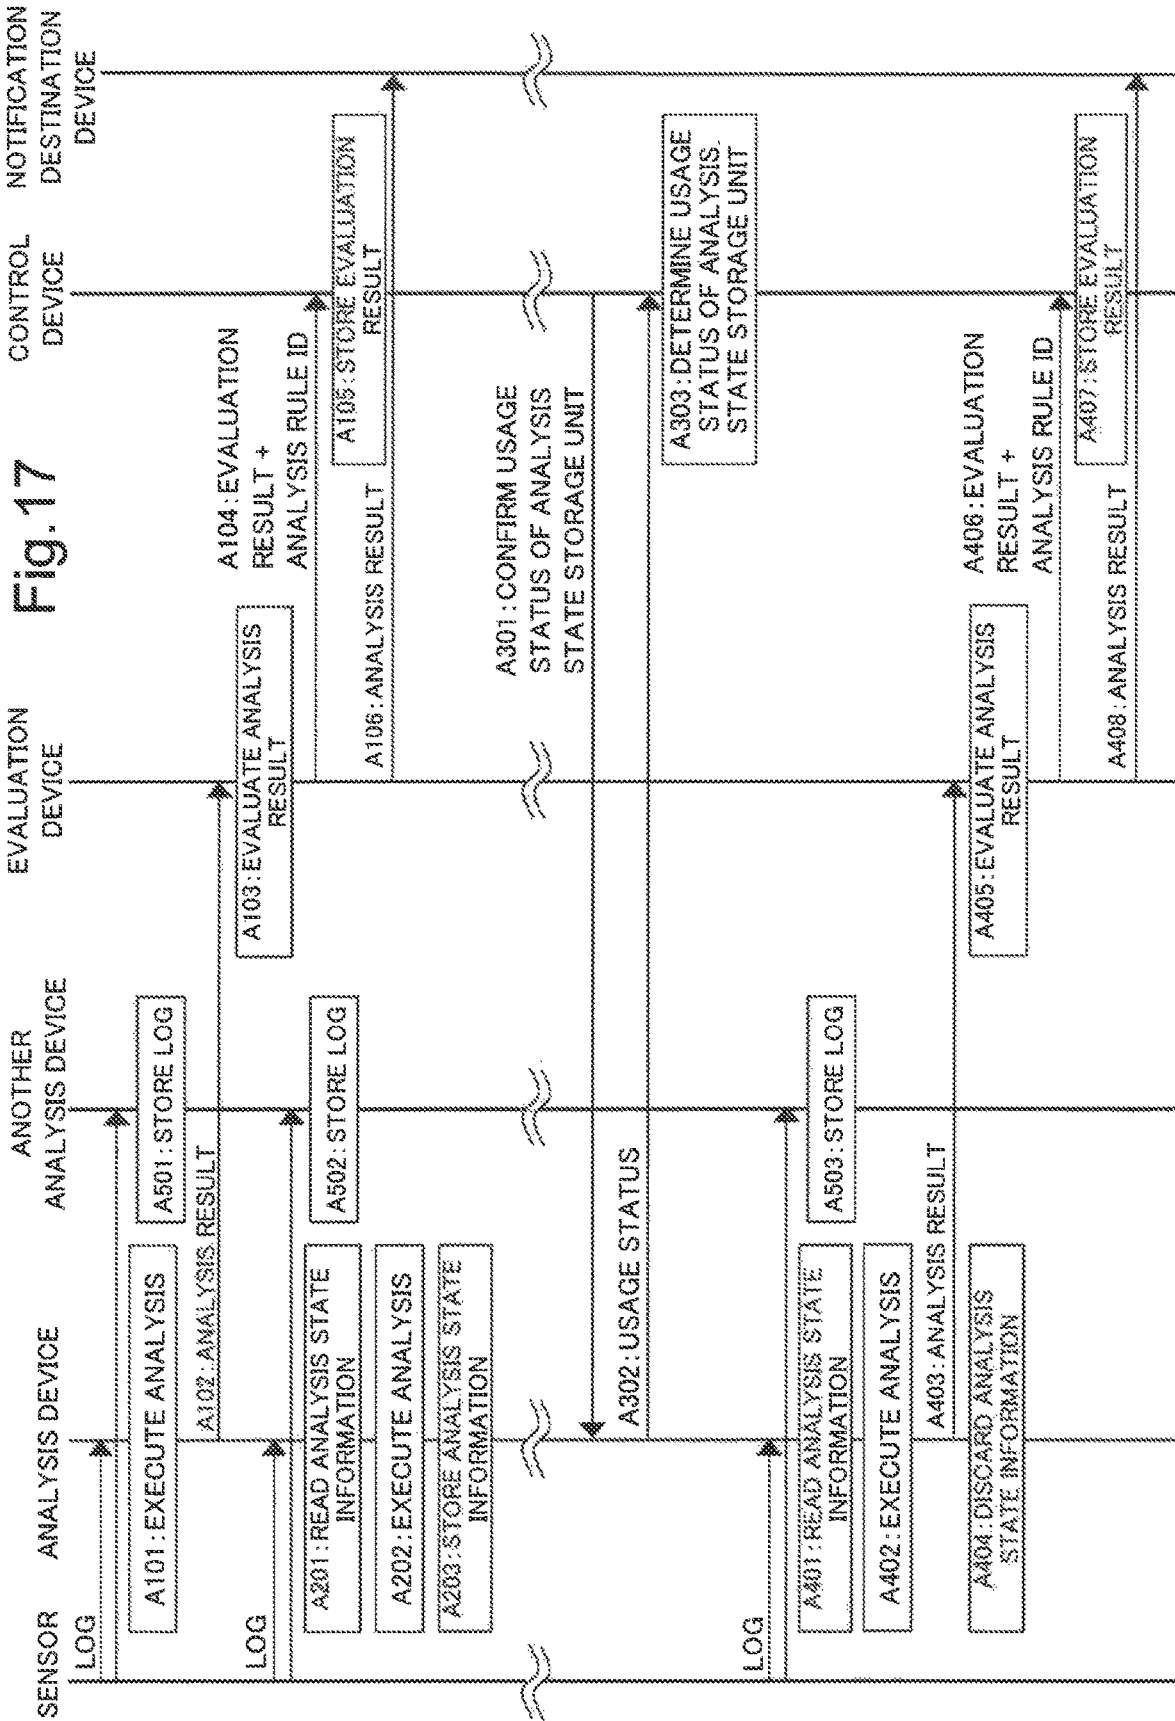 Fig.17
SENSOR
ANALYSIS DEVICE
ANOTHER
ANALYSIS DEVICE
EVALUATION
DEVICE
CONTROL
DEVICE
NOTIFICATION
DESTINATION
DEVICE
LOG
A101:EXECUTE ANALYSIS
A501:STORE LOG
A102:ANALYSIS RESULT
A103:EVALUATE ANALYSIS
RESULT
A104:EVALUATION
RESULT +
ANALYSIS RULE ID
A105:STORE EVALUATION
RESULT
A106:ANALYSIS RESULT
LOG
A201:READ ANALYSIS STATE
INFORMATION
A502:STORE LOG
A202:EXECUTE ANALYSIS
A203:STORE ANALYSIS STATE
INFORMATION
A301:CONFIRM USAGE
STATUS OF ANALYSIS
STATE STORAGE UNIT
A302:USAGE STATUS
A303:DETERMINE USAGE
STATUS OF ANALYSIS
STATE STORAGE UNIT
LOG
A401:READ ANALYSIS STATE
INFORMATION
A503:STORE LOG
A402:EXECUTE ANALYSIS
A403:ANALYSIS RESULT
A404:DISCARD ANALYSIS
STATE INFORMATION
A405:EVALUATE ANALYSIS
RESULT
A406:EVALUATION
RESULT +
ANALYSIS RULE ID
A407:STORE EVALUATION
RESULT
A408:ANALYSIS RESULT